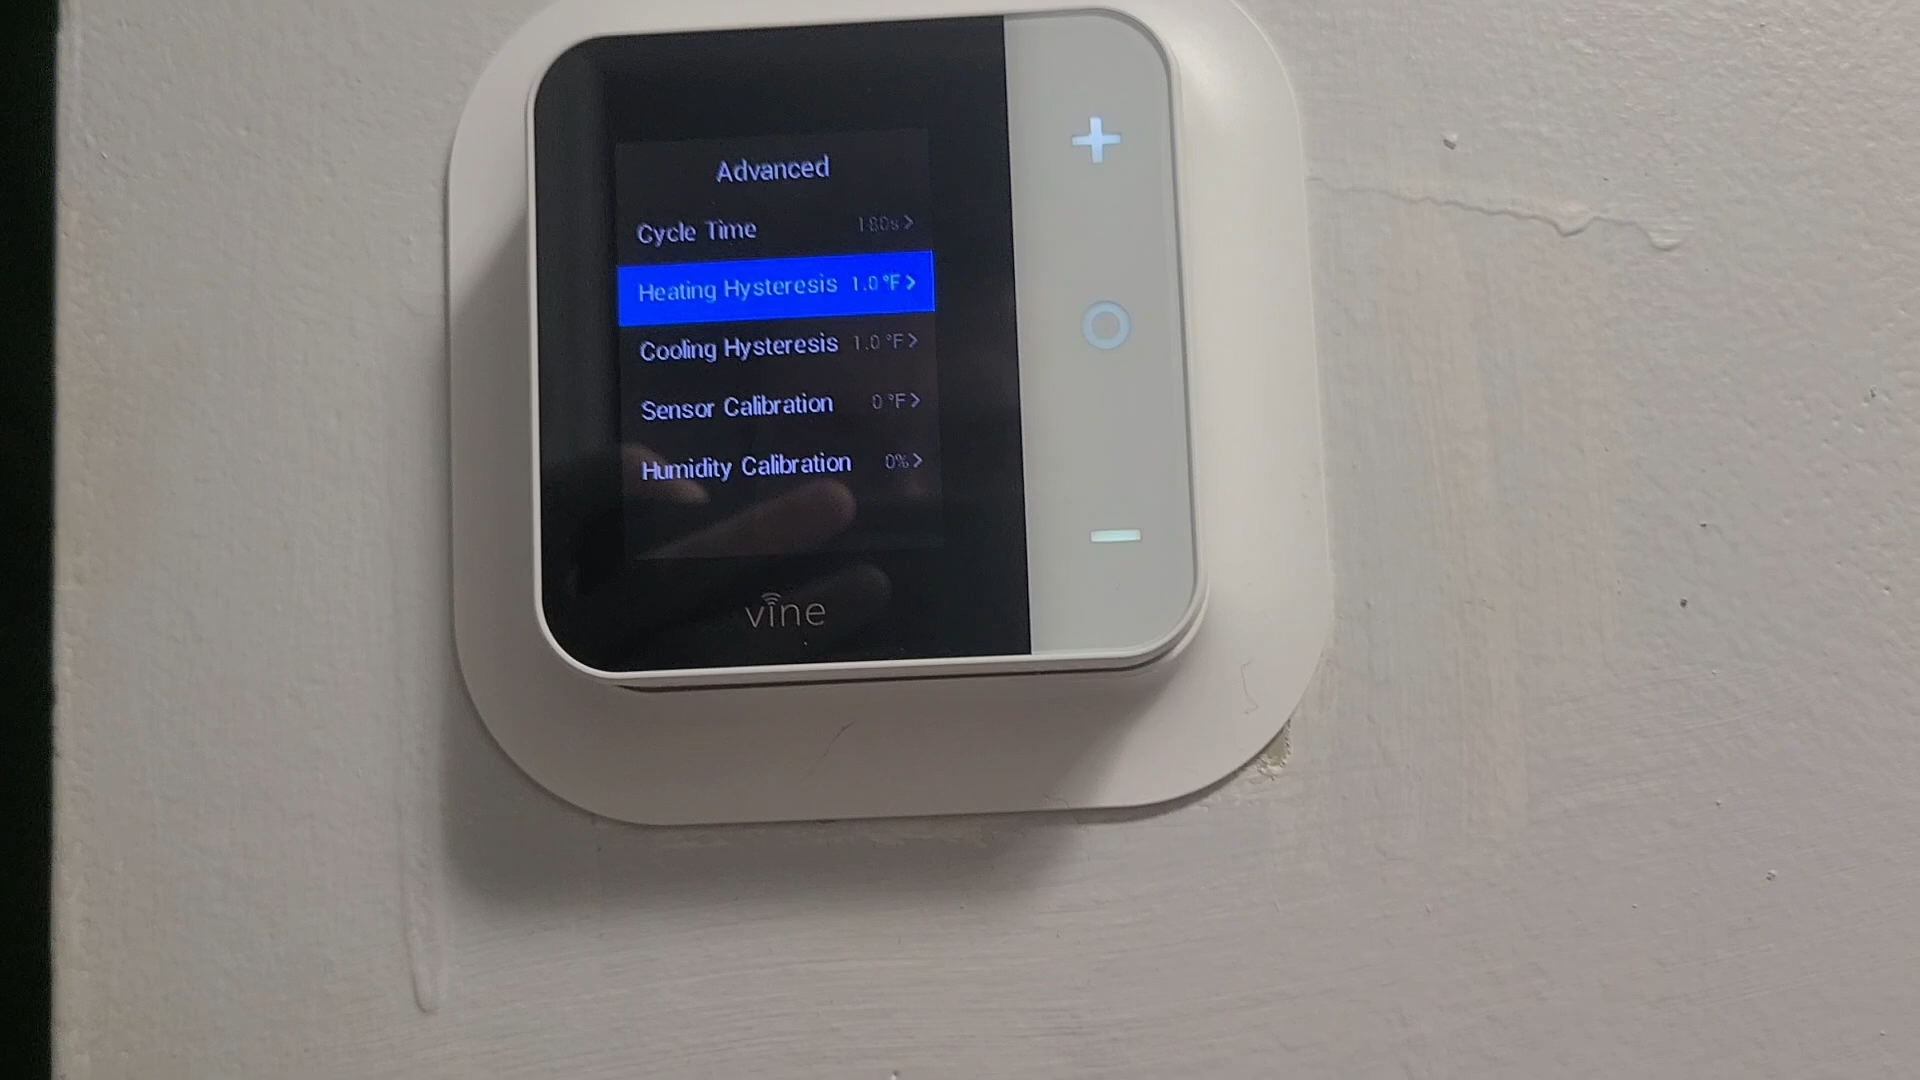 Advanced
Cycle Time 180s >
Heating Hysteresis 1.0 °F >
Cooling Hysteresis 1.0 °F >
Sensor Calibration 0 °F >
Humidity Calibration 0% >
vine